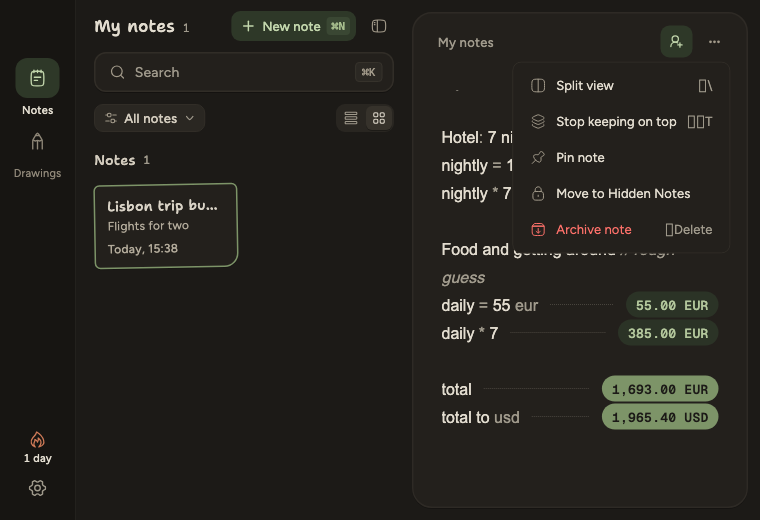 My notes 1
New note ⌘N
Search ⌘K
All notes
Notes
Drawings
Notes 1
Lisbon trip bu...
Flights for two
Today, 15:38
1 day
My notes
Split view \
Stop keeping on top T
Pin note
Move to Hidden Notes
Archive note Delete
Hotel: 7
nightly =
nightly * 7
Food and getting around
guess
daily = 55 eur 55.00 EUR
daily * 7 385.00 EUR
total 1,693.00 EUR
total to usd 1,965.40 USD